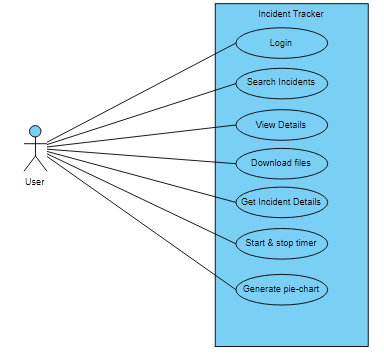 Incident Tracker
Login
Search Incidents
View Details
Download files
User
Get Incident Details
Start & stop timer
Generate pie-chart